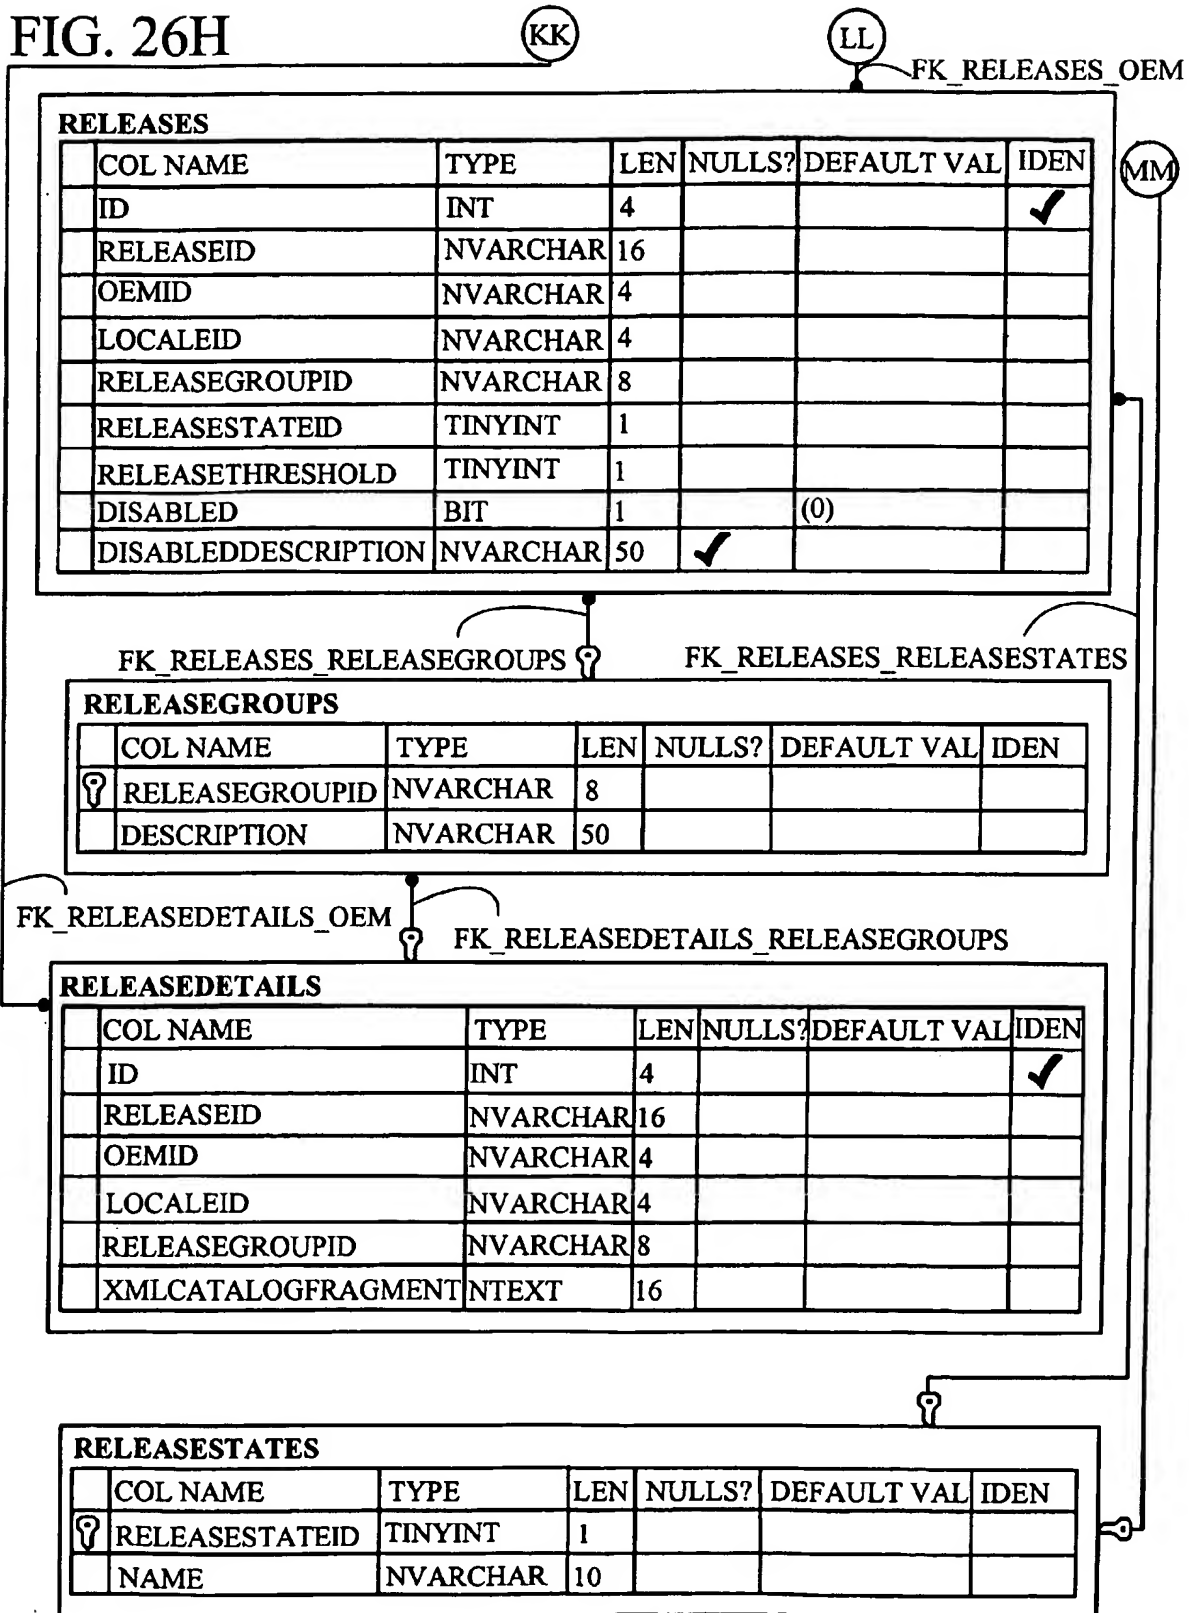 FIG. 26H
KK
LL
FK_RELEASES_OEM
MM
RELEASES
COL NAME TYPE LEN NULLS? DEFAULT VAL IDEN
ID INT 4 ✓
RELEASEID NVARCHAR 16
OEMID NVARCHAR 4
LOCALEID NVARCHAR 4
RELEASEGROUPID NVARCHAR 8
RELEASESTATEID TINYINT 1
RELEASETHRESHOLD TINYINT 1
DISABLED BIT 1 (0)
DISABLEDDESCRIPTION NVARCHAR 50 ✓
FK_RELEASES_RELEASEGROUPS
FK_RELEASES_RELEASESTATES
RELEASEGROUPS
COL NAME TYPE LEN NULLS? DEFAULT VAL IDEN
RELEASEGROUPID NVARCHAR 8
DESCRIPTION NVARCHAR 50
FK_RELEASEDETAILS_OEM
FK_RELEASEDETAILS_RELEASEGROUPS
RELEASEDETAILS
COL NAME TYPE LEN NULLS? DEFAULT VAL IDEN
ID INT 4 ✓
RELEASEID NVARCHAR 16
OEMID NVARCHAR 4
LOCALEID NVARCHAR 4
RELEASEGROUPID NVARCHAR 8
XMLCATALOGFRAGMENT NTEXT 16
RELEASESTATES
COL NAME TYPE LEN NULLS? DEFAULT VAL IDEN
RELEASESTATEID TINYINT 1
NAME NVARCHAR 10